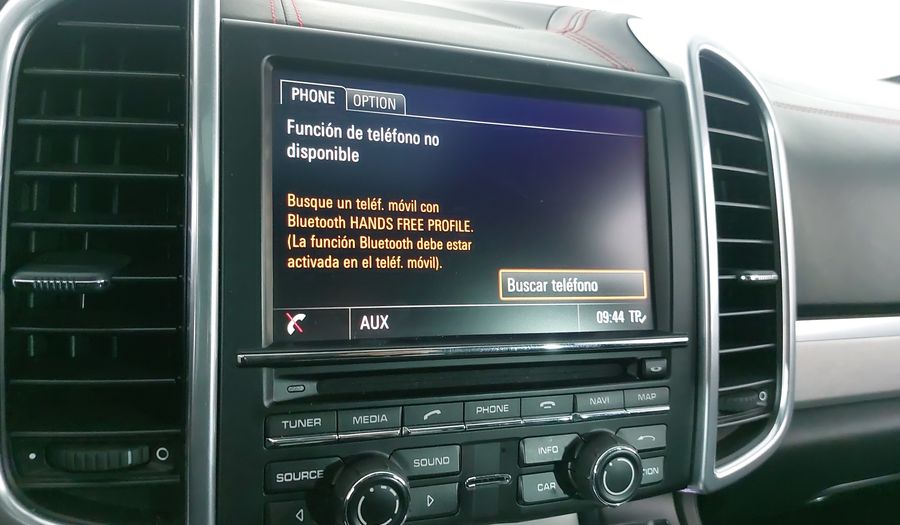 PHONE OPTION
Función de teléfono no
disponible
Busque un teléf. móvil con
Bluetooth HANDS FREE PROFILE.
(La función Bluetooth debe estar
activada en el teléf. móvil).
Buscar teléfono
AUX 09:44 TP
TUNER MEDIA PHONE NAVI MAP
SOURCE SOUND INFO
CAR